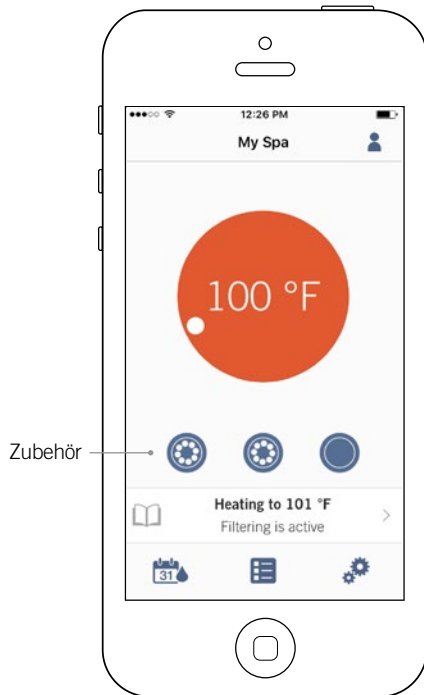 12:26 PM
My Spa
100 °F
Zubehör
Heating to 101 °F
Filtering is active
31